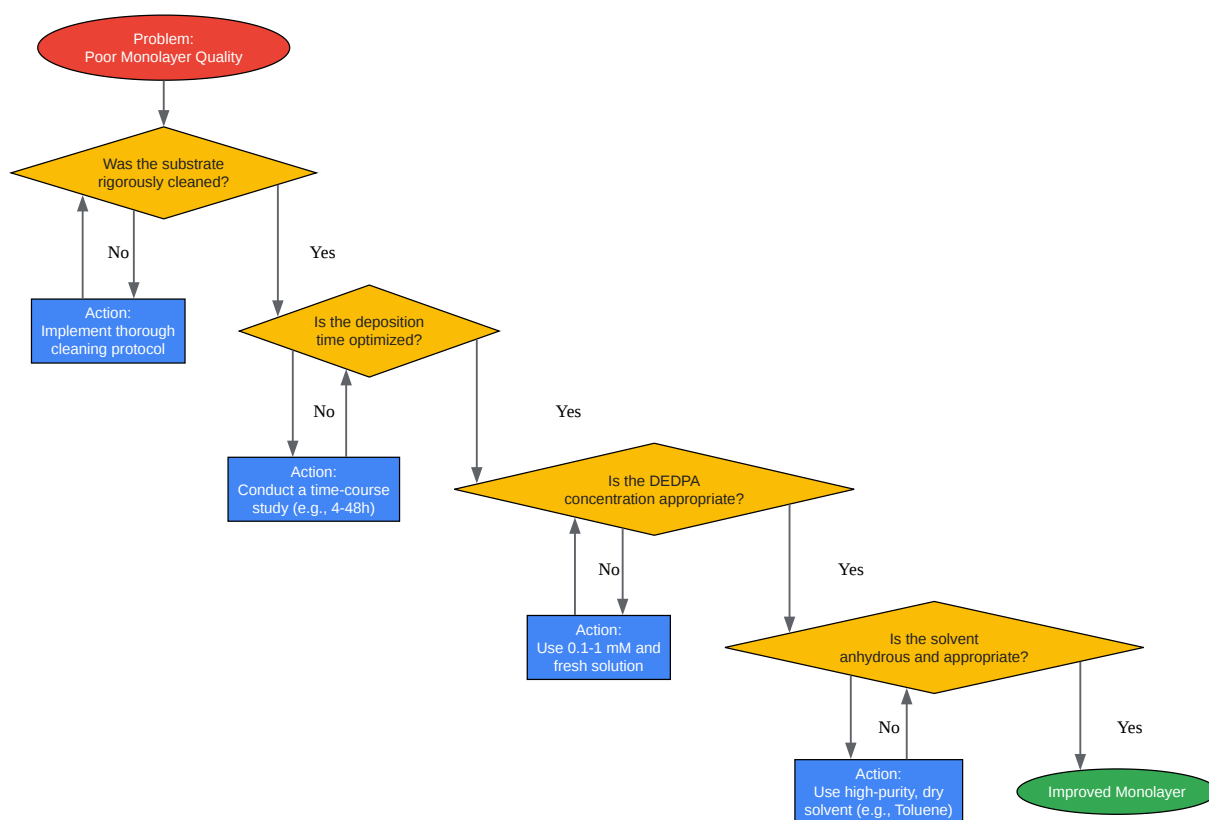 Problem:
Poor Monolayer Quality
Was the substrate
rigorously cleaned?
No
Yes
Action:
Implement thorough
cleaning protocol
Is the deposition
time optimized?
No
Yes
Action:
Conduct a time-course
study (e.g., 4-48h)
Is the DEDPA
concentration appropriate?
No
Yes
Action:
Use 0.1-1 mM and
fresh solution
Is the solvent
anhydrous and appropriate?
No
Yes
Action:
Use high-purity, dry
solvent (e.g., Toluene)
Improved Monolayer